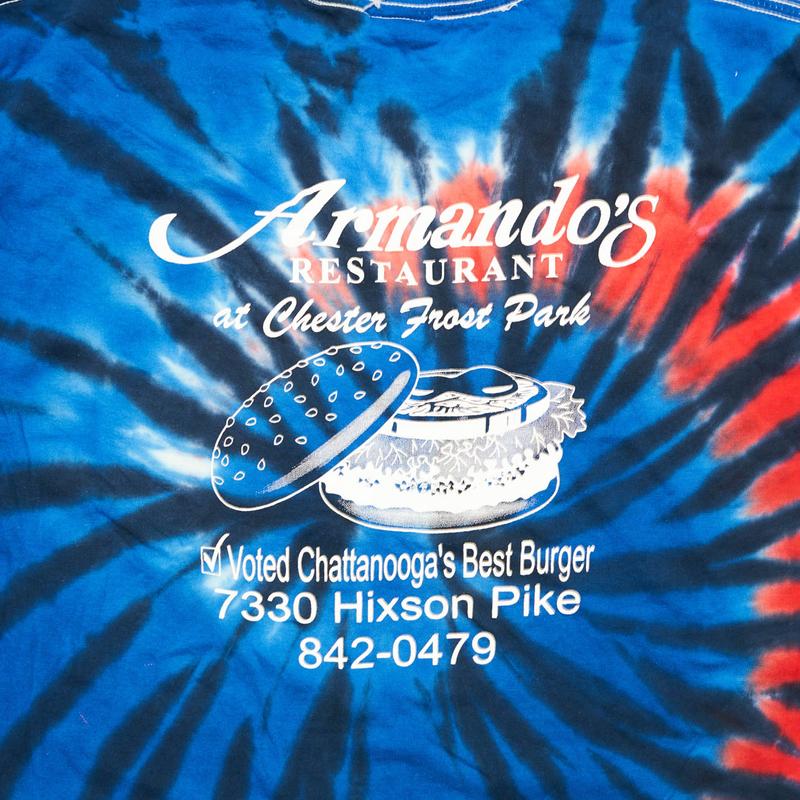 Armando's
RESTAURANT
at Chester Frost Park
Voted Chattanooga's Best Burger
7330 Hixson Pike
842-0479